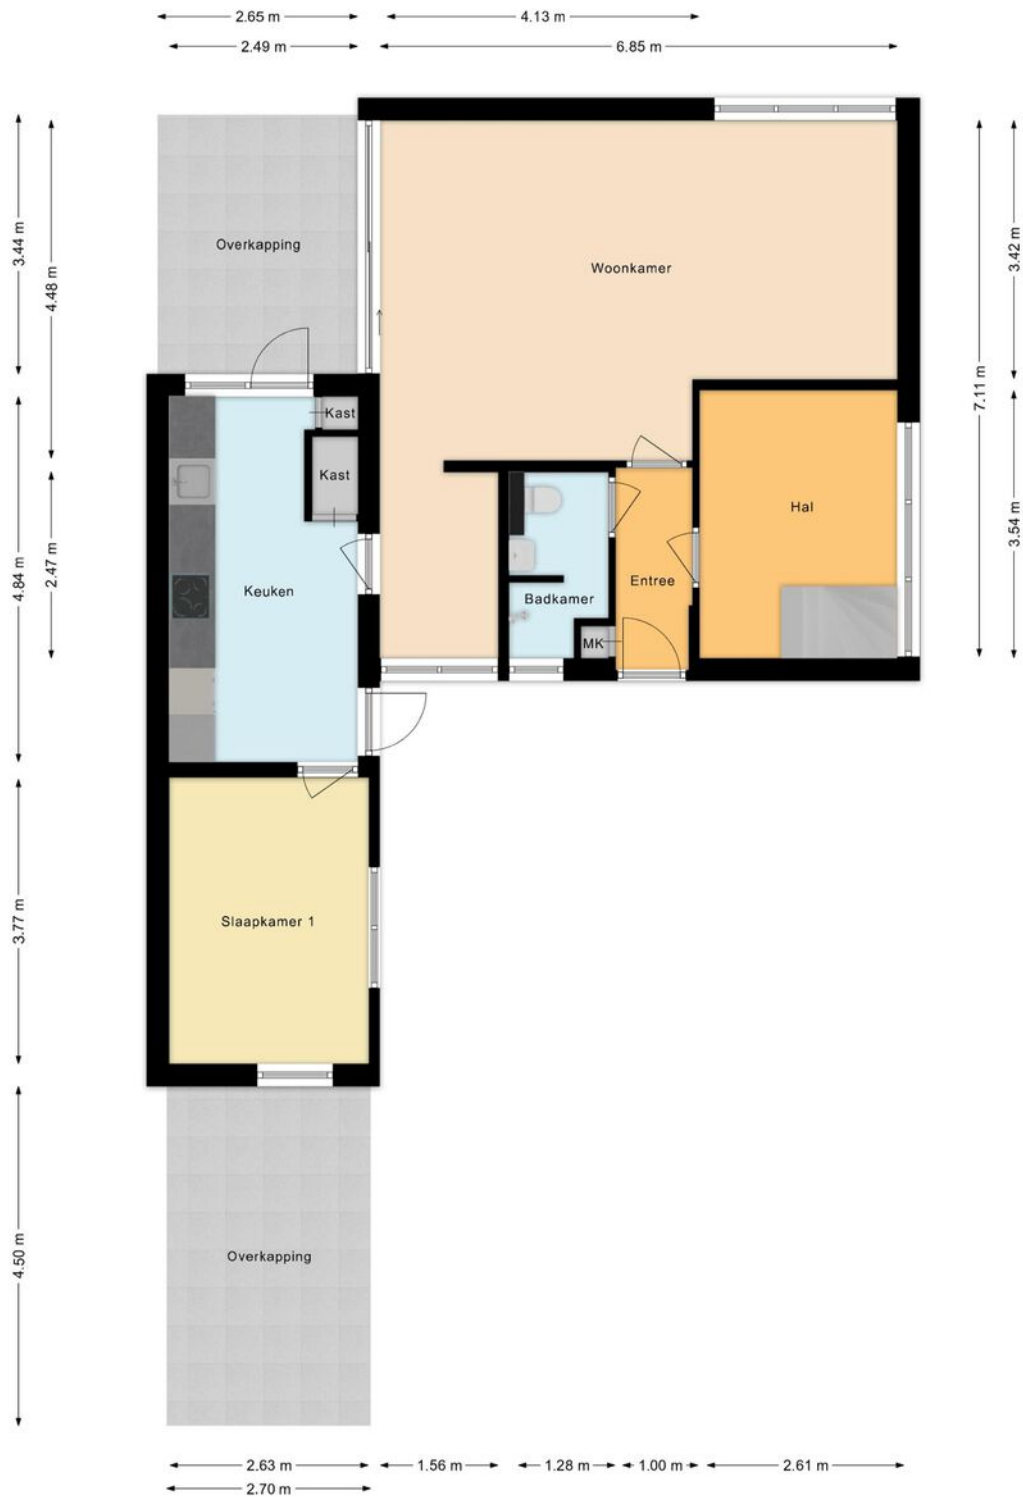 2.65 m
4.13 m
2.49 m
6.85 m
3.44 m
4.48 m
Overkapping
Woonkamer
3.42 m
7.11 m
Kast
Kast
Hal
3.54 m
4.84 m
2.47 m
Keuken
Badkamer
Entree
MK
3.77 m
Slaapkamer 1
4.50 m
Overkapping
2.63 m
1.56 m
1.28 m
1.00 m
2.61 m
2.70 m